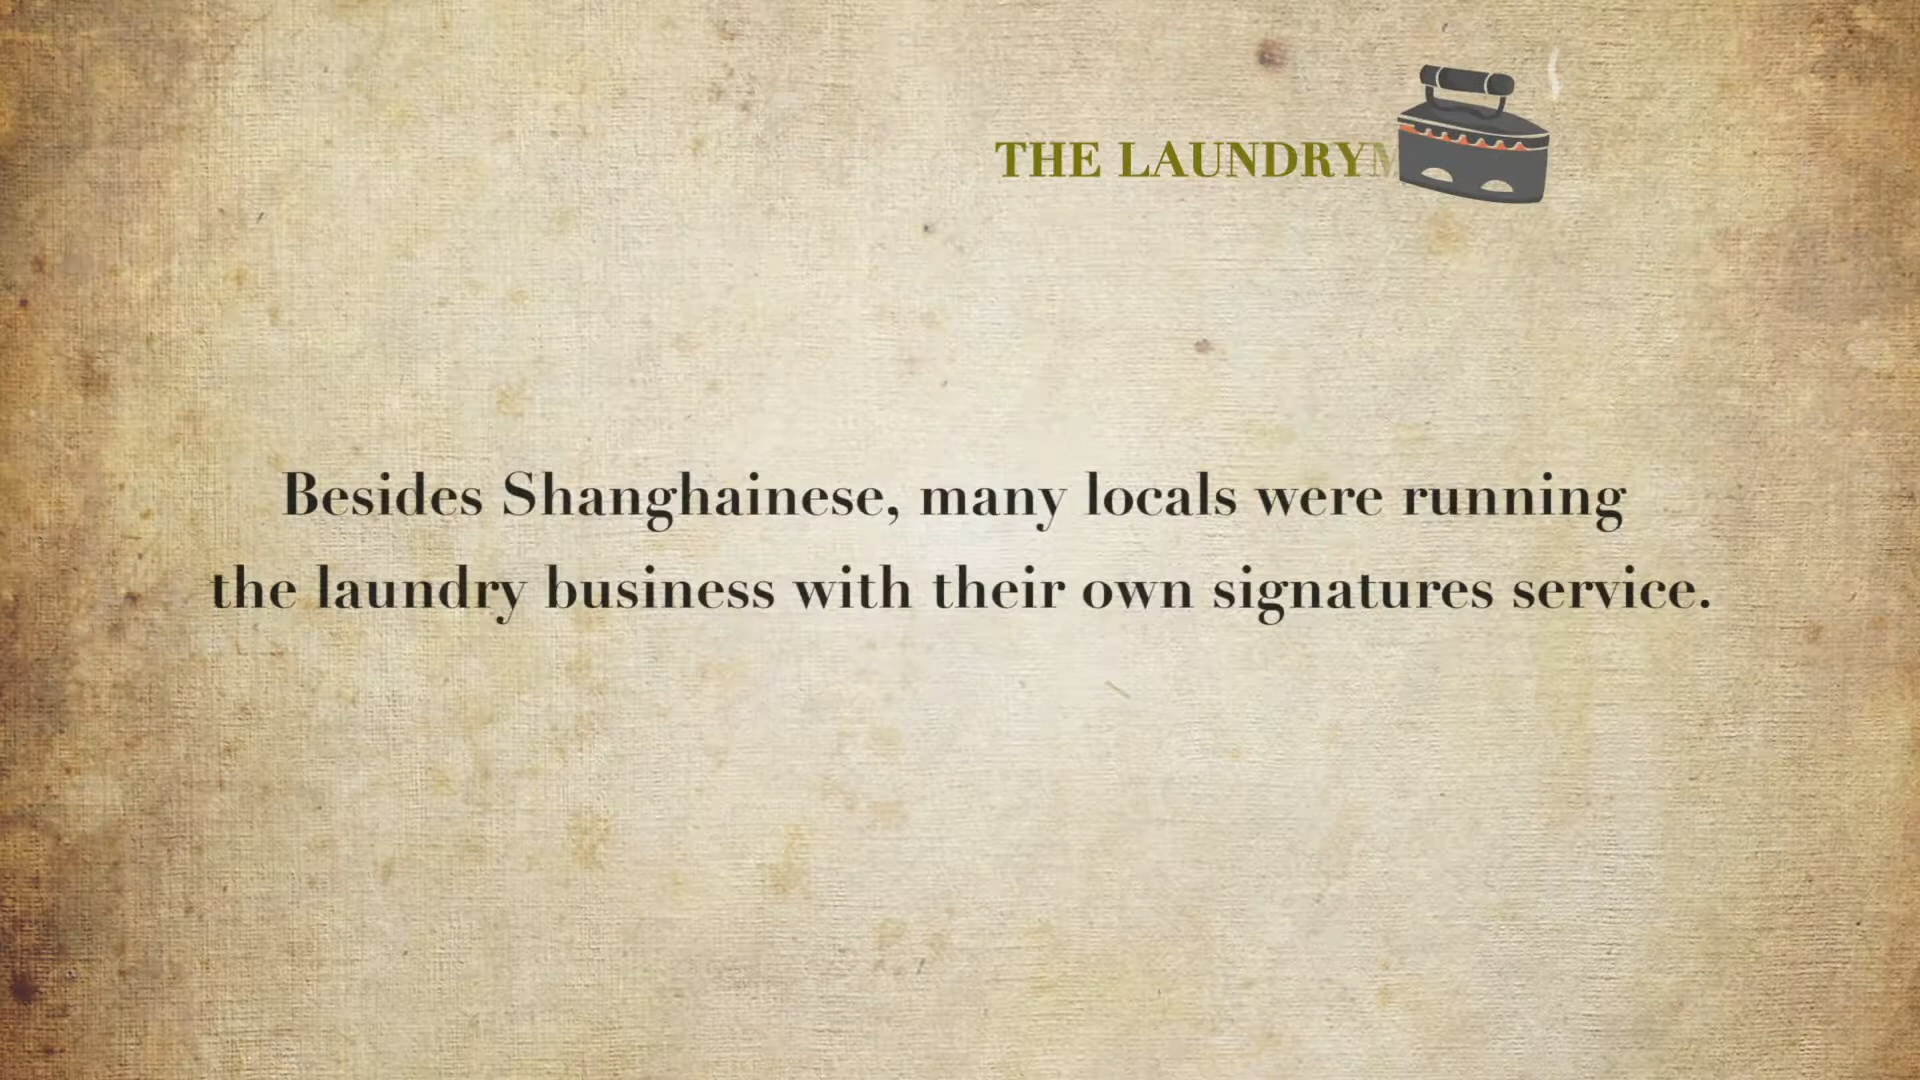 THE LAUNDRY
Besides Shanghainese, many locals were running
the laundry business with their own signatures service.